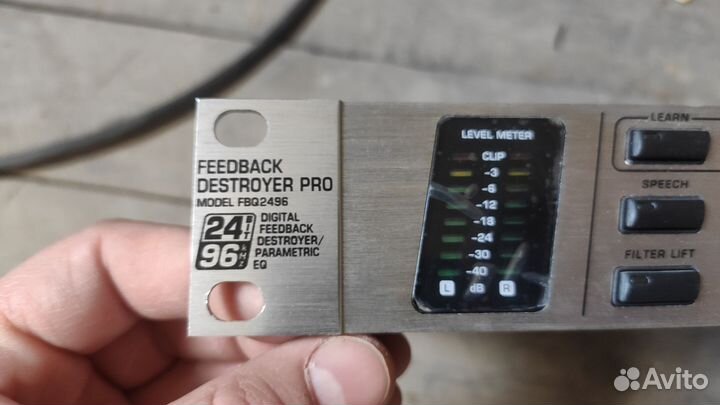 FEEDBACK
DESTROYER PRO
MODEL FBQ2496
24 BIT
96 kHz
DIGITAL
FEEDBACK
DESTROYER/
PARAMETRIC
EQ
LEVEL METER
CLIP
-3
-6
-12
-18
-24
-30
-40
L dB R
LEARN
SPEECH
FILTER LIFT
Avito